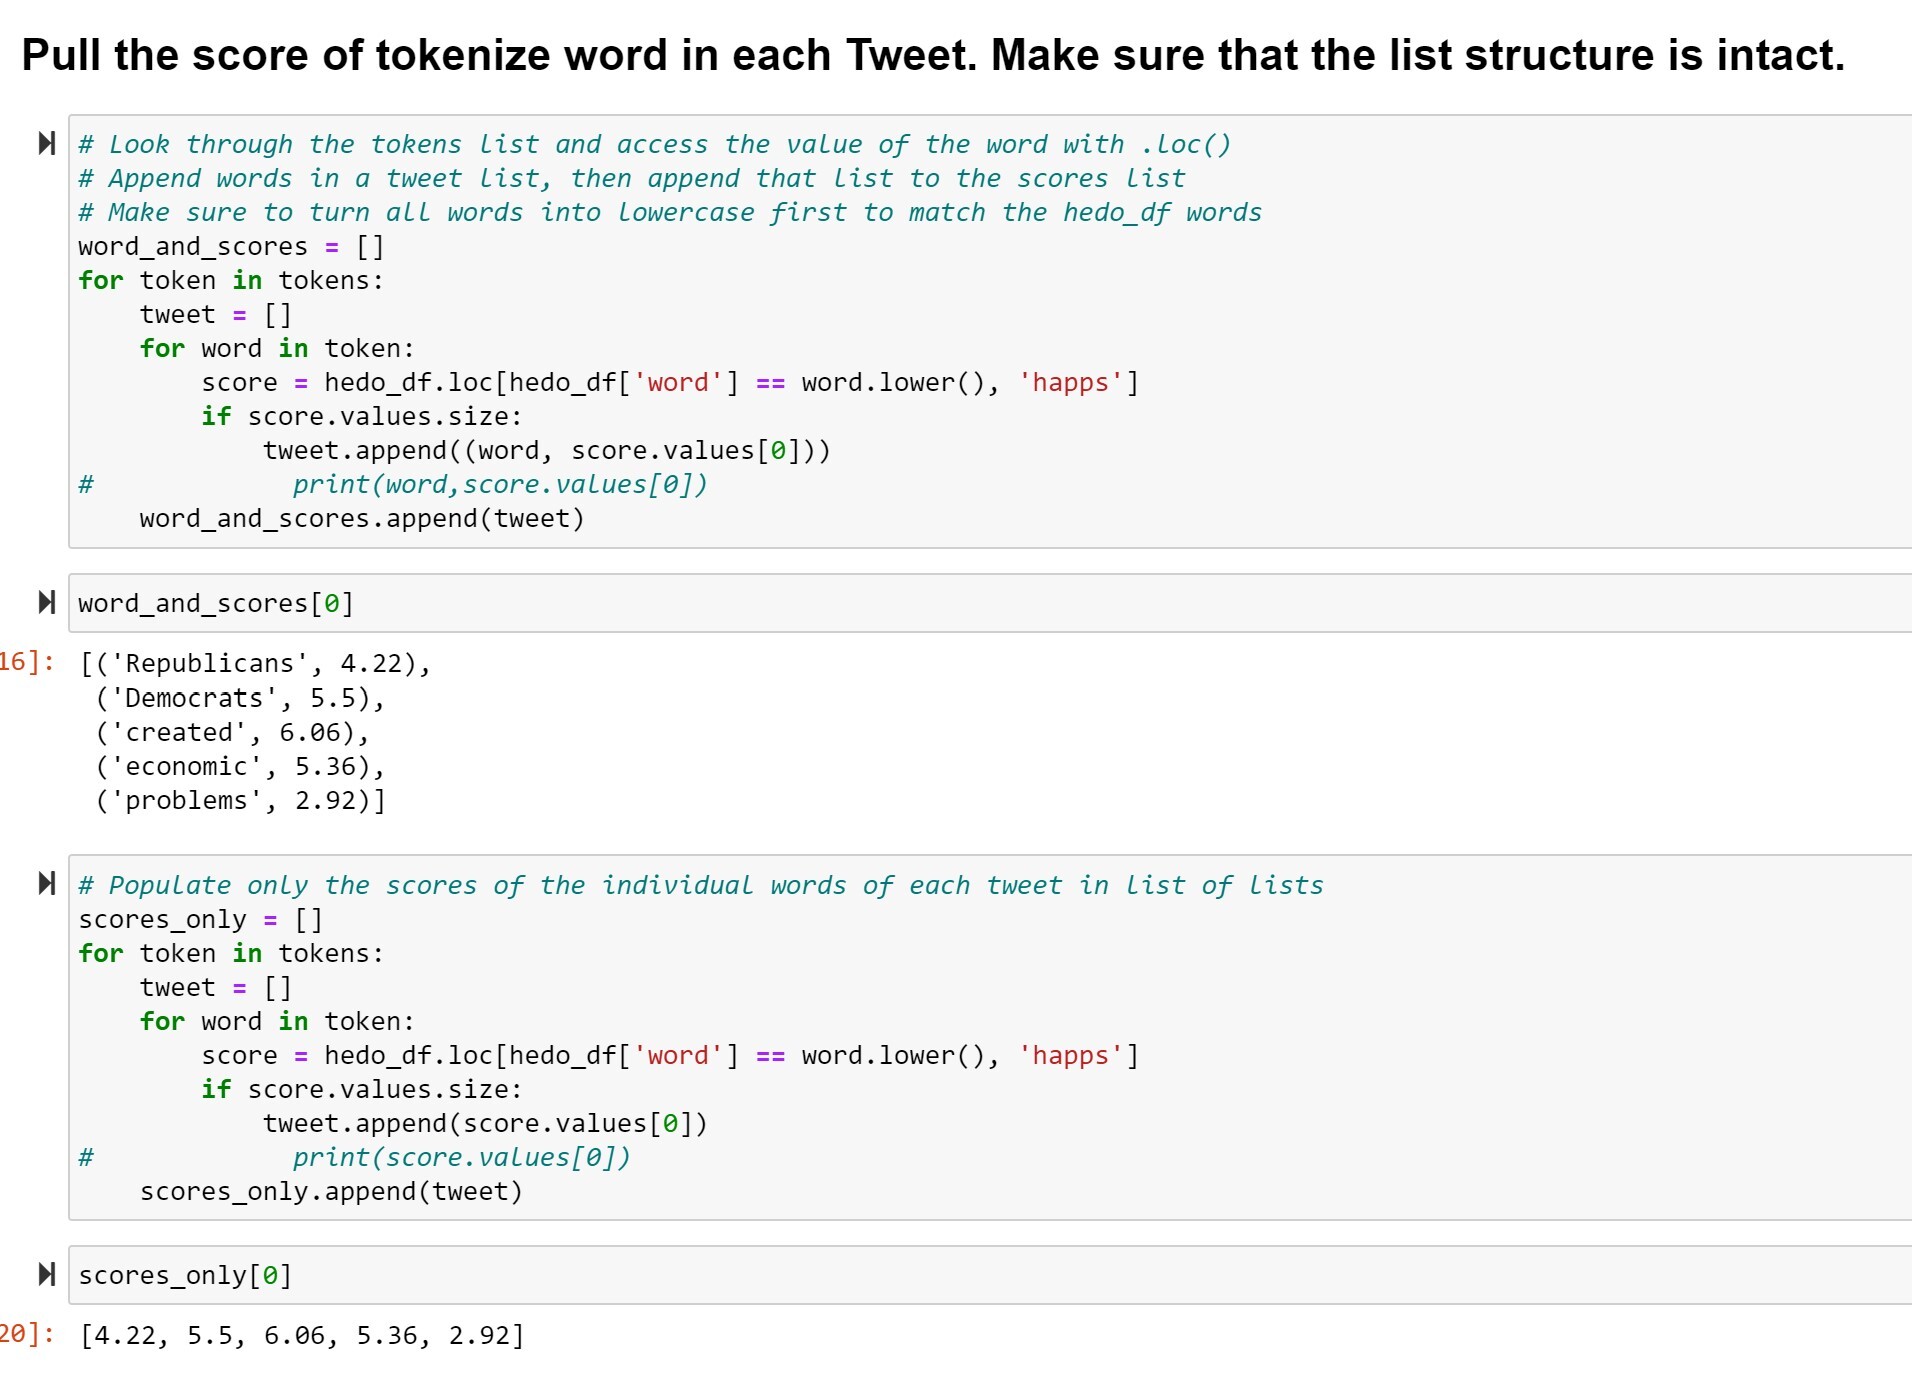 Pull the score of tokenize word in each Tweet. Make sure that the list structure is intact.
# Look through the tokens list and access the value of the word with .loc()
# Append words in a tweet list, then append that list to the scores list
# Make sure to turn all words into lowercase first to match the hedo_df words
word_and_scores = []
for token in tokens:
    tweet = []
    for word in token:
        score = hedo_df.loc[hedo_df['word'] == word.lower(), 'happs']
        if score.values.size:
            tweet.append((word, score.values[0]))
#             print(word,score.values[0])
    word_and_scores.append(tweet)
word_and_scores[0]
16]: [('Republicans', 4.22),
 ('Democrats', 5.5),
 ('created', 6.06),
 ('economic', 5.36),
 ('problems', 2.92)]
# Populate only the scores of the individual words of each tweet in list of lists
scores_only = []
for token in tokens:
    tweet = []
    for word in token:
        score = hedo_df.loc[hedo_df['word'] == word.lower(), 'happs']
        if score.values.size:
            tweet.append(score.values[0])
#             print(score.values[0])
    scores_only.append(tweet)
scores_only[0]
20]: [4.22, 5.5, 6.06, 5.36, 2.92]